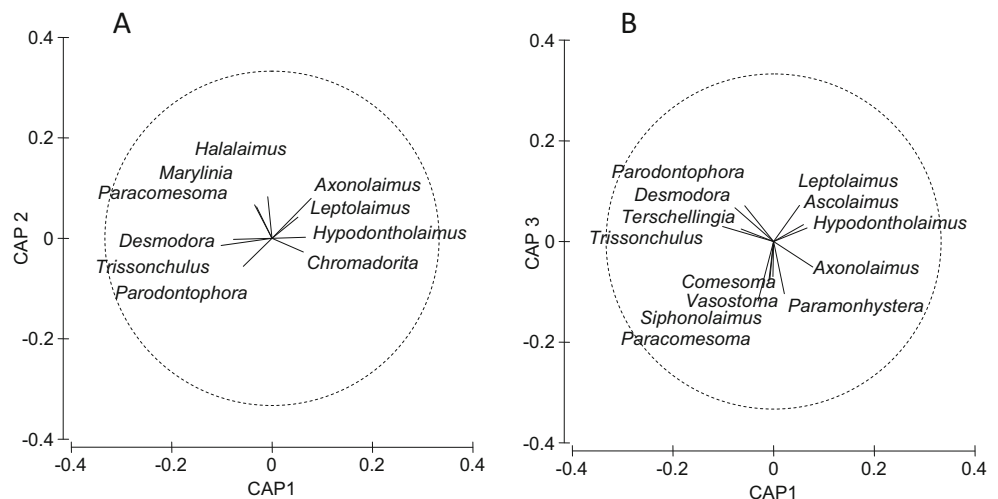 A
0.4
0.2
0
-0.2
-0.4
CAP 2
Halalaimus
Marylinia
Paracomesoma
Axonolaimus
Leptolaimus
Desmodora
Hypodontholaimus
Trissonchulus
Chromadorita
Parodontophora
-0.4
-0.2
0
0.2
0.4
CAP1
B
0.4
0.2
0
-0.2
-0.4
CAP 3
Parodontophora
Leptolaimus
Desmodora
Ascolaimus
Terschellingia
Hypodontholaimus
Trissonchulus
Axonolaimus
Comesoma
Vasostoma
Paramonhystera
Siphonolaimus
Paracomesoma
-0.4
-0.2
0
0.2
0.4
CAP1